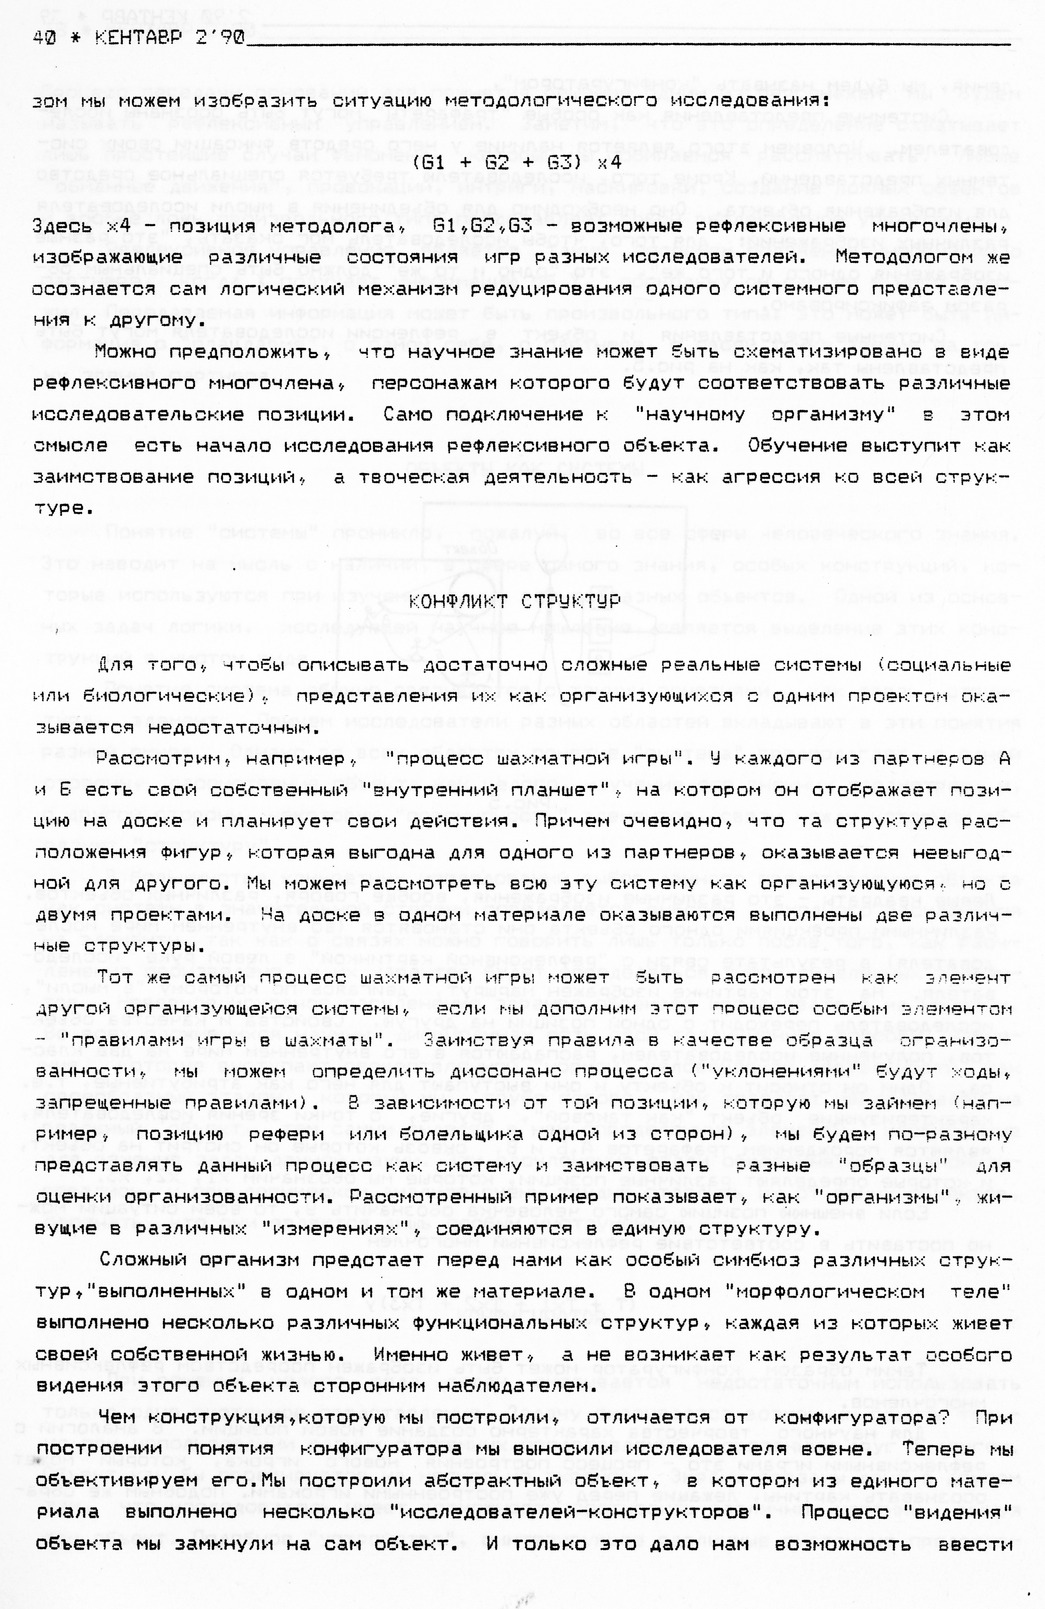 40 * КЕНТАВР 2'90
зом мы можем изобразить ситуацию методологического исследования:
(G1 + G2 + G3) x4
Здесь x4 - позиция методолога, G1,G2,G3 - возможные рефлексивные многочлены,
изображающие различные состояния игр разных исследователей. Методологом же
осознается сам логический механизм редуцирования одного системного представле-
ния к другому.
Можно предположить, что научное знание может быть схематизировано в виде
рефлексивного многочлена, персонажам которого будут соответствовать различные
исследовательские позиции. Само подключение к "научному организму" в этом
смысле есть начало исследования рефлексивного объекта. Обучение выступит как
заимствование позиций, а твоческая деятельность - как агрессия ко всей струк-
туре.
КОНФЛИКТ СТРУКТУР
Для того, чтобы описывать достаточно сложные реальные системы (социальные
или биологические), представления их как организующихся с одним проектом ока-
зывается недостаточным.
Рассмотрим, например, "процесс шахматной игры". У каждого из партнеров А
и Б есть свой собственный "внутренний планшет", на котором он отображает пози-
цию на доске и планирует свои действия. Причем очевидно, что та структура рас-
положения фигур, которая выгодна для одного из партнеров, оказывается невыгод-
ной для другого. Мы можем рассмотреть всю эту систему как организующуюся, но с
двумя проектами. На доске в одном материале оказываются выполнены две различ-
ные структуры.
Тот же самый процесс шахматной игры может быть рассмотрен как элемент
другой организующейся системы, если мы дополним этот процесс особым элементом
- "правилами игры в шахматы". Заимствуя правила в качестве образца огранизо-
ванности, мы можем определить диссонанс процесса ("уклонениями" будут ходы,
запрещенные правилами). В зависимости от той позиции, которую мы займем (нап-
ример, позицию рефери или болельщика одной из сторон), мы будем по-разному
представлять данный процесс как систему и заимствовать разные "образцы" для
оценки организованности. Рассмотренный пример показывает, как "организмы", жи-
вущие в различных "измерениях", соединяются в единую структуру.
Сложный организм предстает перед нами как особый симбиоз различных струк-
тур,"выполненных" в одном и том же материале. В одном "морфологическом теле"
выполнено несколько различных функциональных структур, каждая из которых живет
своей собственной жизнью. Именно живет, а не возникает как результат особого
видения этого объекта сторонним наблюдателем.
Чем конструкция,которую мы построили, отличается от конфигуратора? При
построении понятия конфигуратора мы выносили исследователя вовне. Теперь мы
объективируем его.Мы построили абстрактный объект, в котором из единого мате-
риала выполнено несколько "исследователей-конструкторов". Процесс "видения"
объекта мы замкнули на сам объект. И только это дало нам возможность ввести